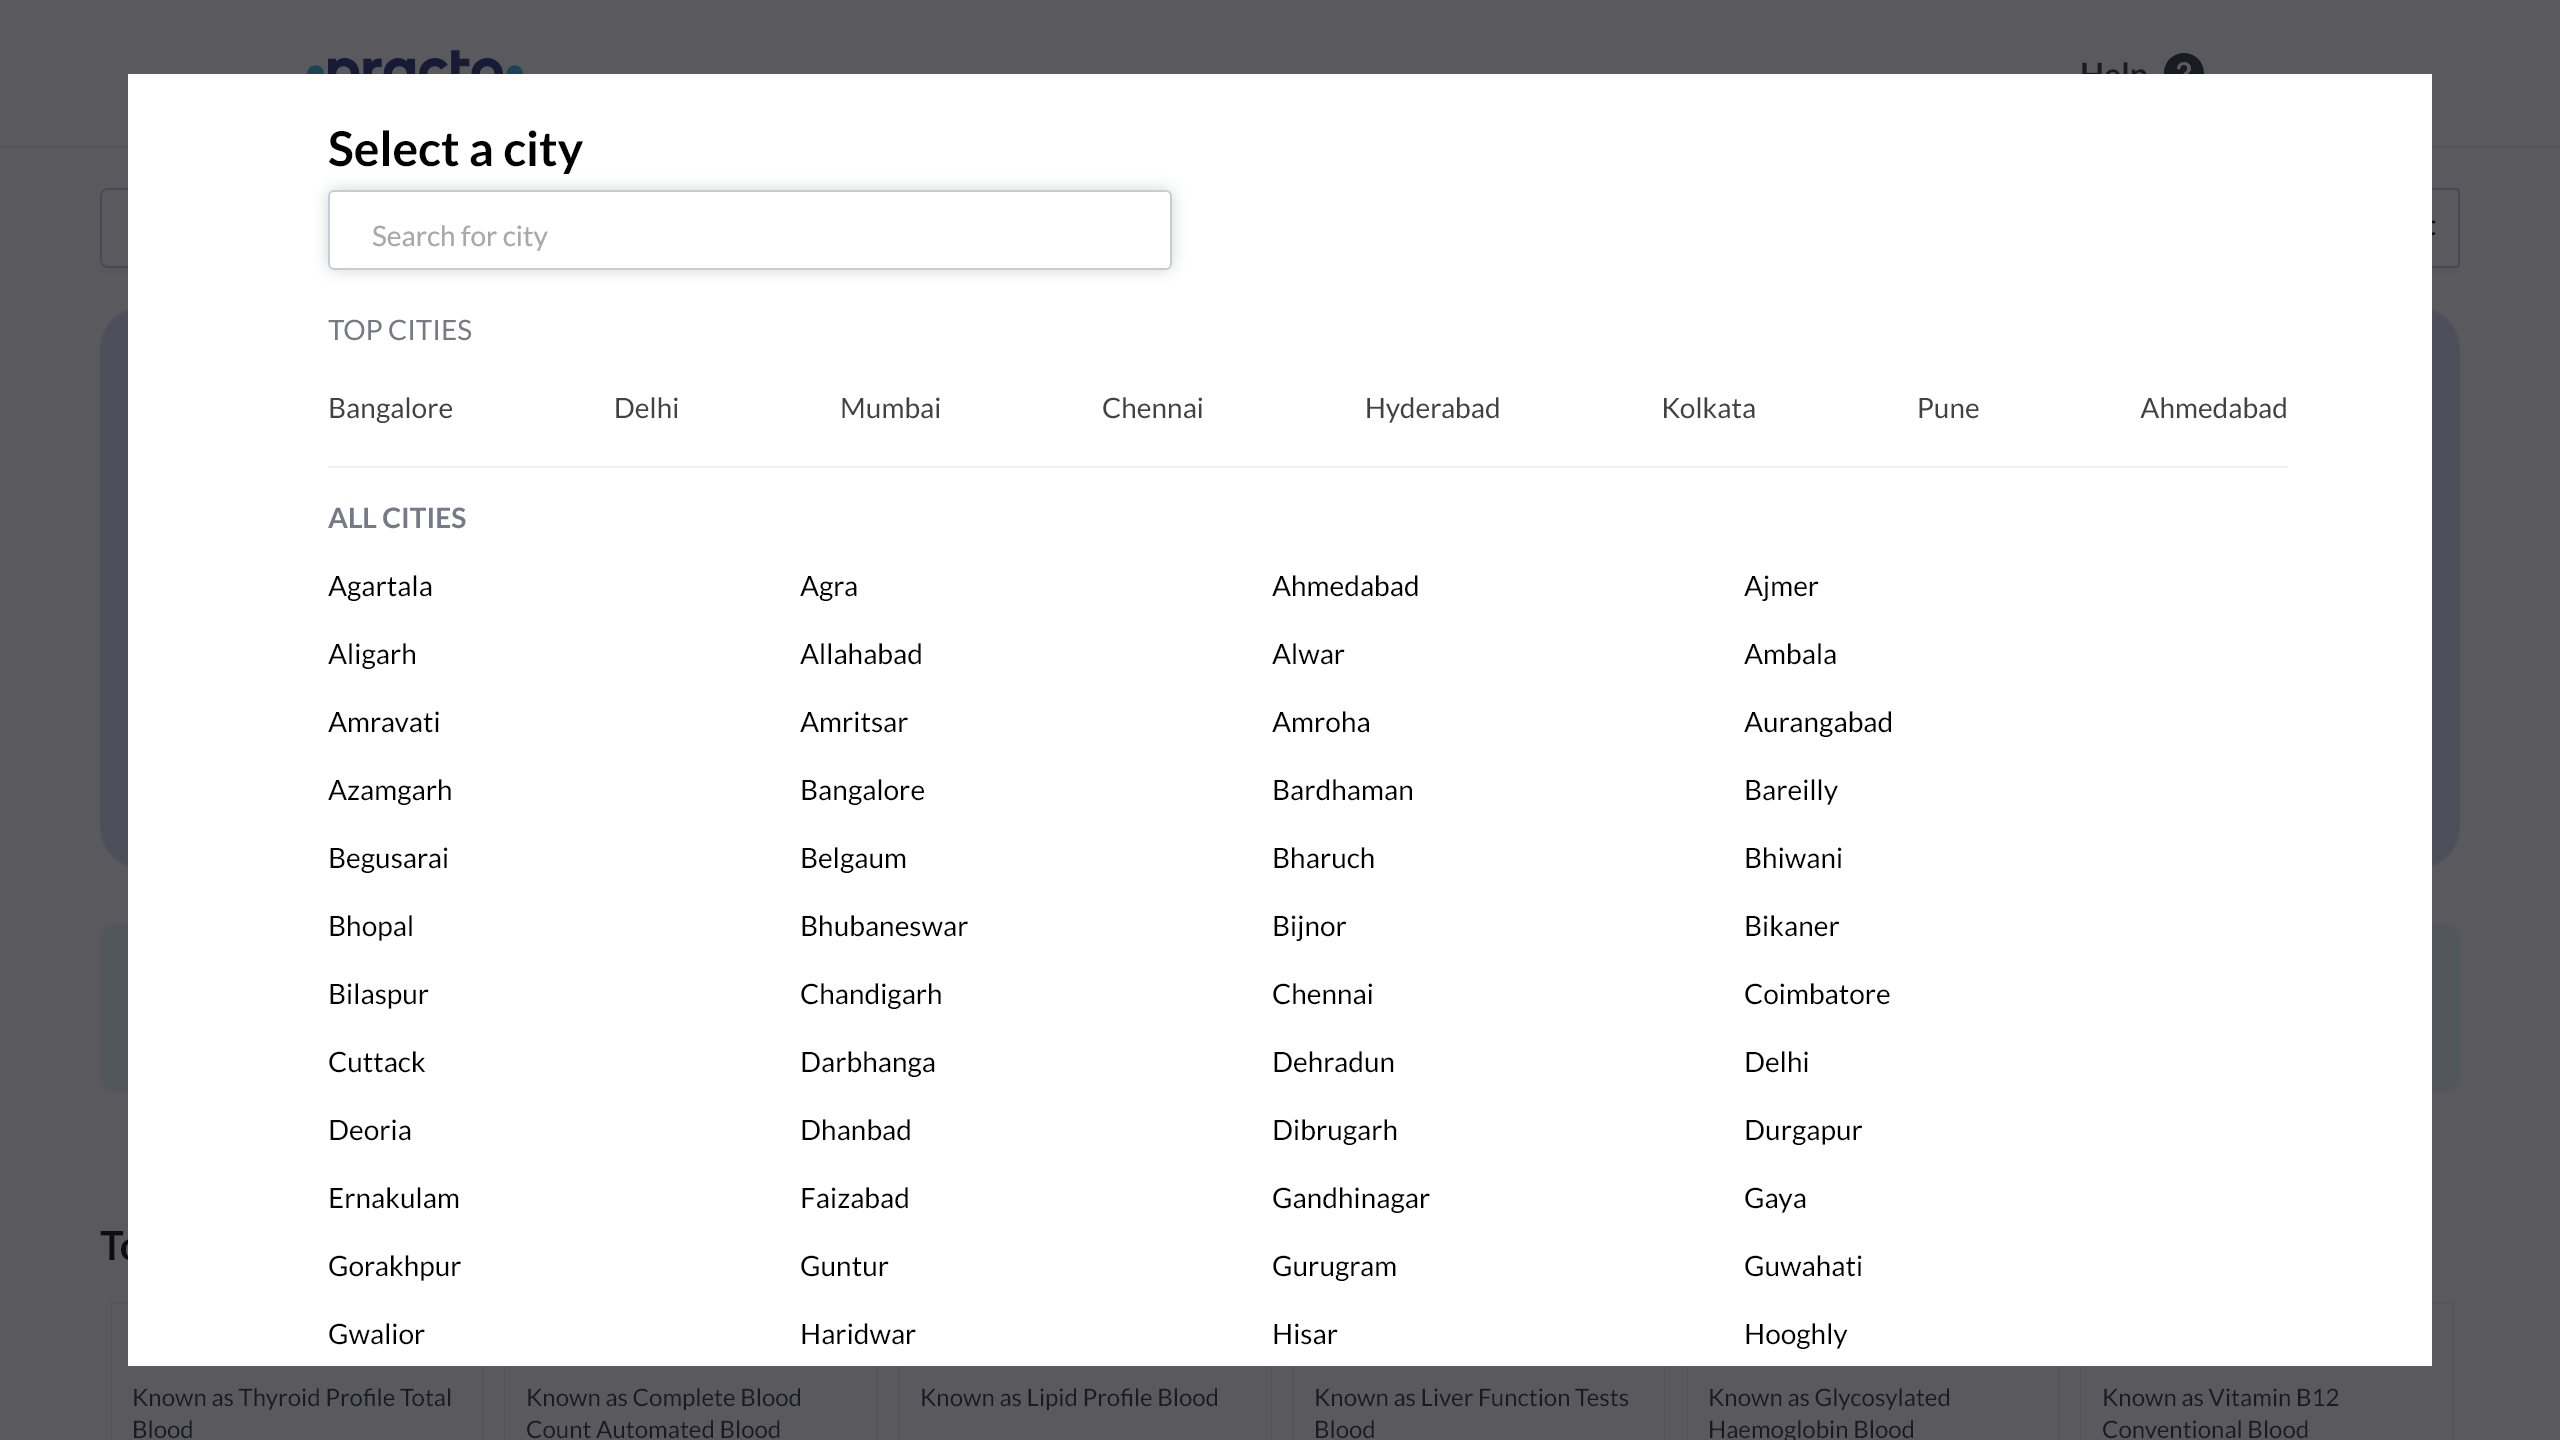 practo
Help ?
Select a city
Search for city
TOP CITIES
Bangalore Delhi Mumbai Chennai Hyderabad Kolkata Pune Ahmedabad
ALL CITIES
Agartala Agra Ahmedabad Ajmer
Aligarh Allahabad Alwar Ambala
Amravati Amritsar Amroha Aurangabad
Azamgarh Bangalore Bardhaman Bareilly
Begusarai Belgaum Bharuch Bhiwani
Bhopal Bhubaneswar Bijnor Bikaner
Bilaspur Chandigarh Chennai Coimbatore
Cuttack Darbhanga Dehradun Delhi
Deoria Dhanbad Dibrugarh Durgapur
Ernakulam Faizabad Gandhinagar Gaya
Gorakhpur Guntur Gurugram Guwahati
Gwalior Haridwar Hisar Hooghly
Known as Thyroid Profile Total Known as Complete Blood Known as Lipid Profile Blood Known as Liver Function Tests Known as Glycosylated Known as Vitamin B12
Blood Count Automated Blood Blood Haemoglobin Blood Conventional Blood